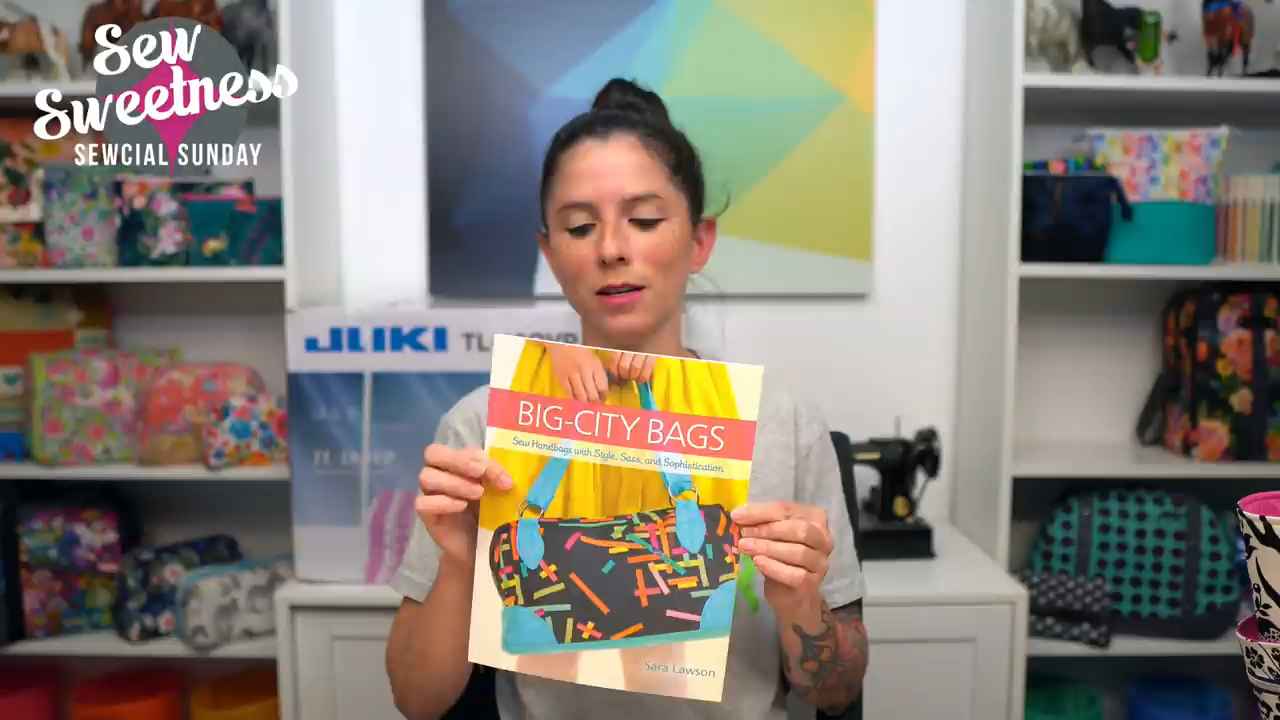 Sew
Sweetness
SEWCIAL SUNDAY
JUKI
BIG-CITY BAGS
Sew Handbags with Style, Sass, and Sophistication
Sara Lawson